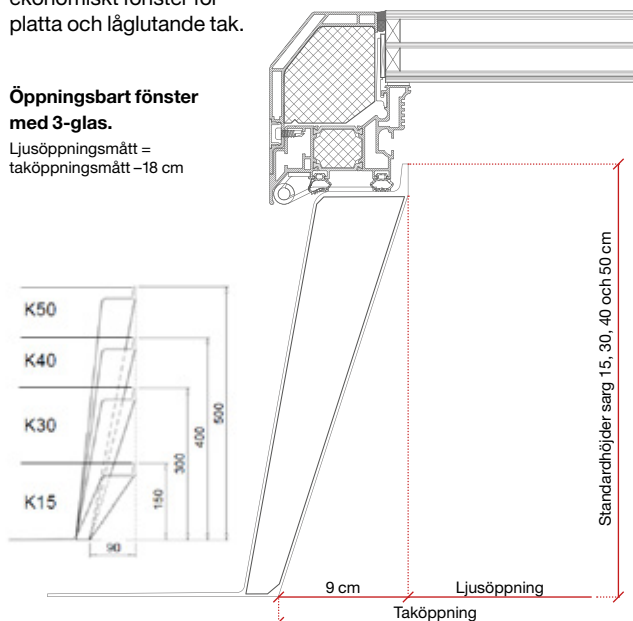 ekonomiskt fönster för
platta och låglutande tak.
Öppningsbart fönster
med 3-glas.
Ljusöppningsmått =
taköppningsmått –18 cm
K50
K40
K30
K15
150
300
400
500
90
Standardhöjder sarg 15, 30, 40 och 50 cm
9 cm
Ljusöppning
Taköppning